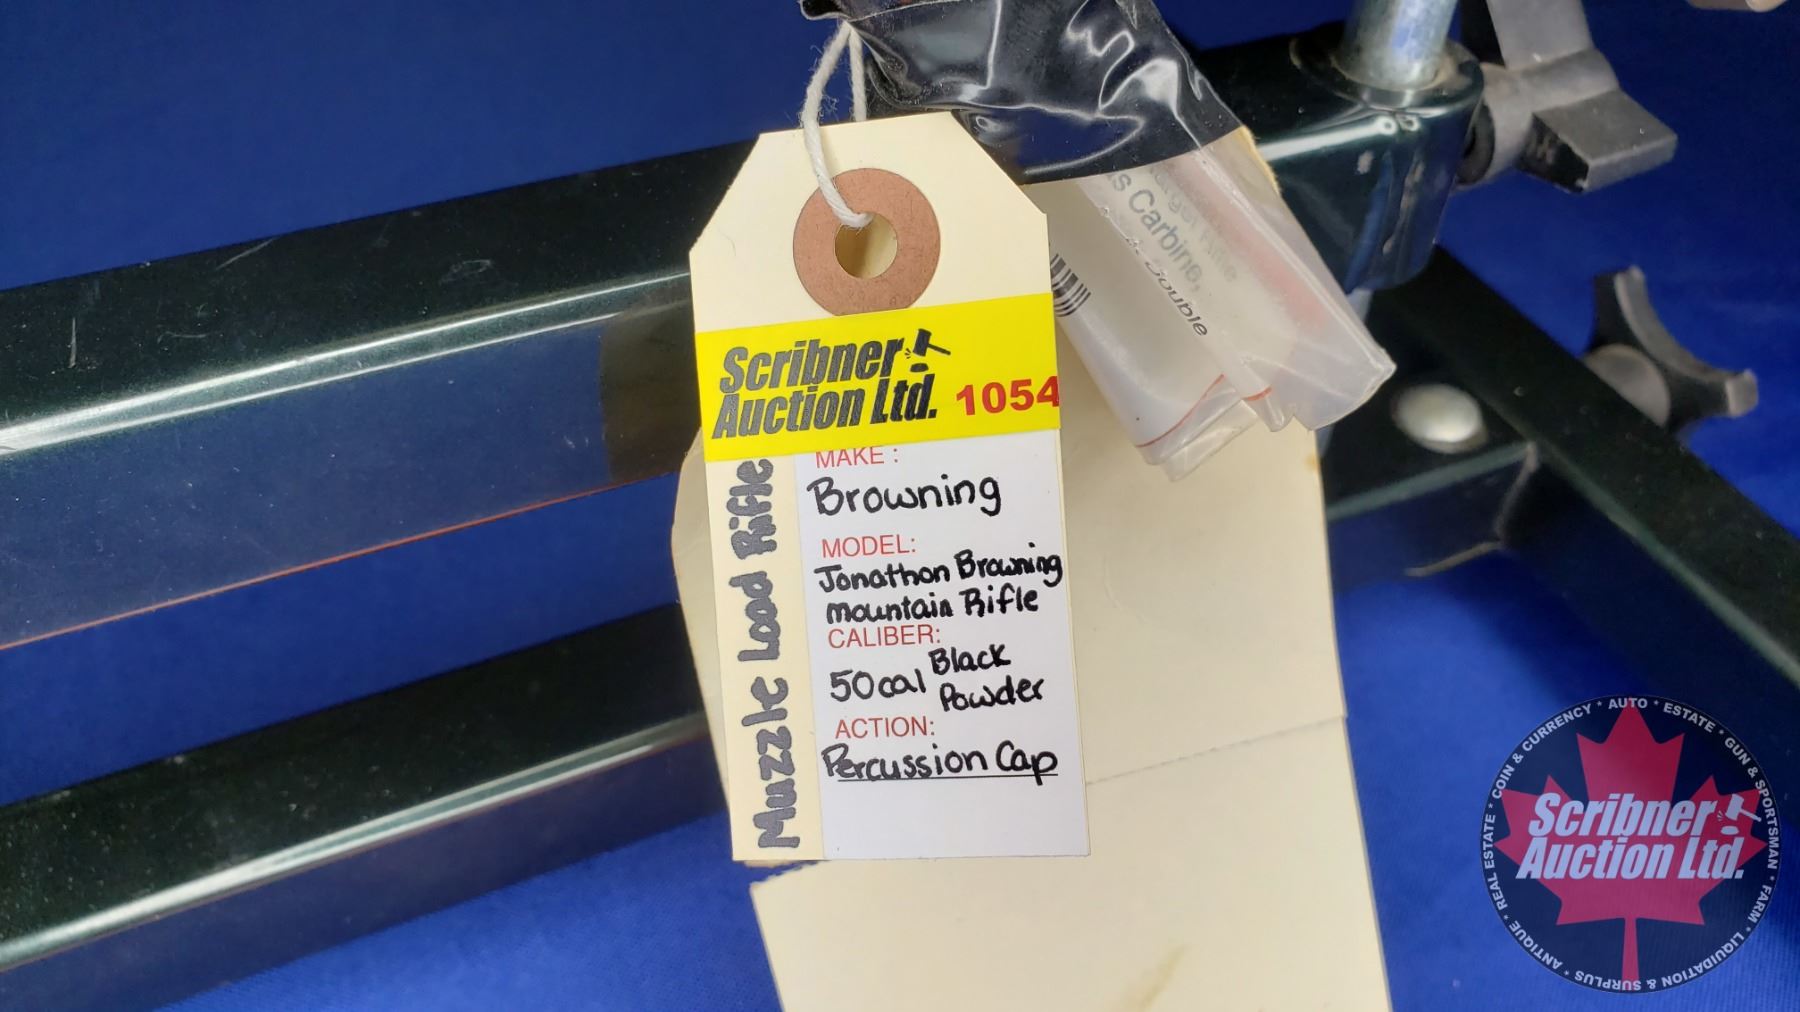 Scribner
Auction Ltd. 1054
MAKE :
Browning
MODEL:
Jonathon Browning
Mountain Rifle
CALIBER:
50cal Black
Powder
ACTION:
Percussion Cap
Muzzle Load Rifle
Rifle
s Carbine,
Double
Scribner
Auction Ltd.
REAL ESTATE * COIN & CURRENCY * AUTO * ESTATE * GUN & SPORTSMAN * FARM * LIQUIDATION & SURPLUS * ANTIQUE *